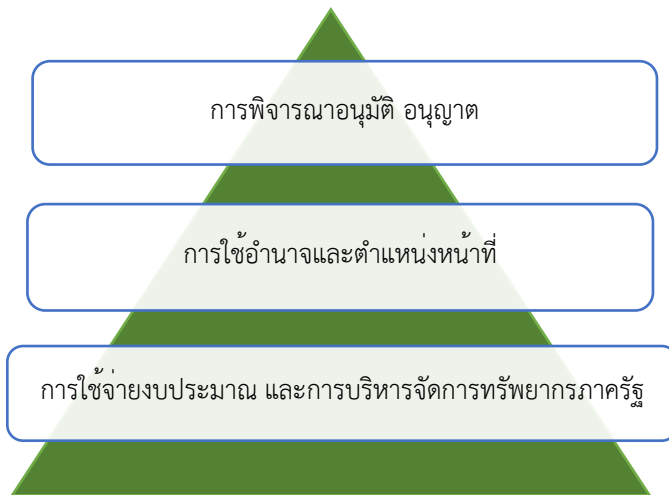 การพิจารณาอนุมัติ อนุญาต
การใช้อำนาจและตำแหน่งหน้าที่
การใช้จ่ายงบประมาณ และการบริหารจัดการทรัพยากรภาครัฐ